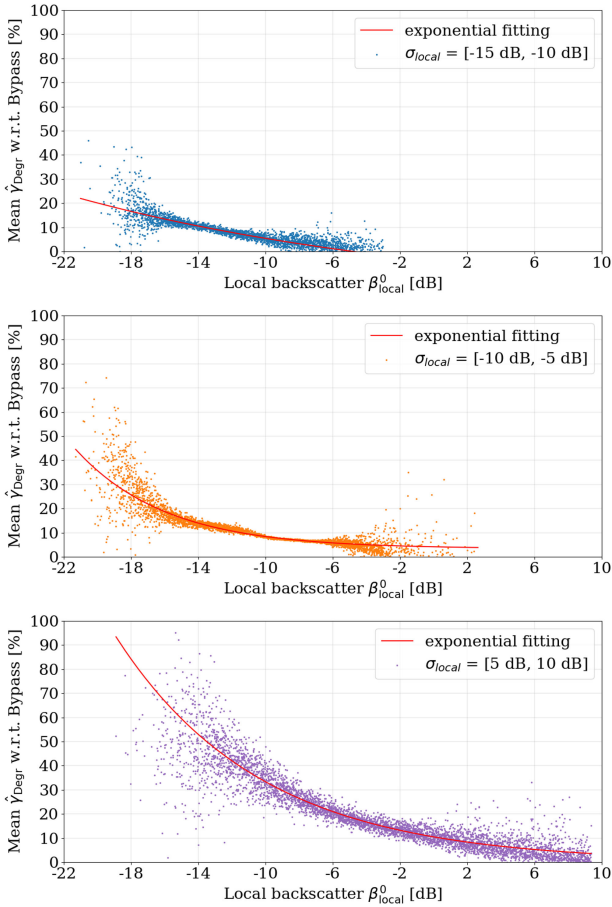 Mean γ̂Degr w.r.t. Bypass [%]
100
90
80
70
60
50
40
30
20
10
0
exponential fitting
σlocal = [-15 dB, -10 dB]
-22 -18 -14 -10 -6 -2 2 6 10
Local backscatter β⁰local [dB]
Mean γ̂Degr w.r.t. Bypass [%]
100
90
80
70
60
50
40
30
20
10
0
exponential fitting
σlocal = [-10 dB, -5 dB]
-22 -18 -14 -10 -6 -2 2 6 10
Local backscatter β⁰local [dB]
Mean γ̂Degr w.r.t. Bypass [%]
100
90
80
70
60
50
40
30
20
10
0
exponential fitting
σlocal = [5 dB, 10 dB]
-22 -18 -14 -10 -6 -2 2 6 10
Local backscatter β⁰local [dB]